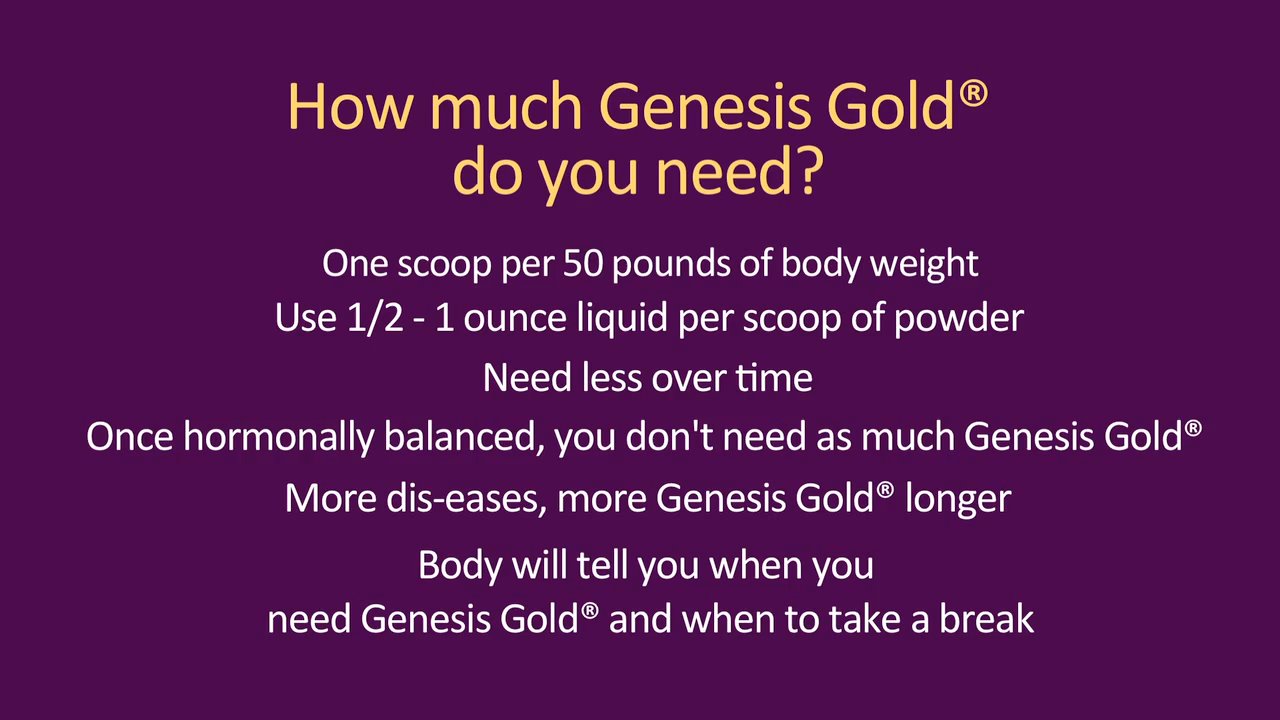 How much Genesis Gold®
do you need?
One scoop per 50 pounds of body weight
Use 1/2 - 1 ounce liquid per scoop of powder
Need less over time
Once hormonally balanced, you don't need as much Genesis Gold®
More dis-eases, more Genesis Gold® longer
Body will tell you when you
need Genesis Gold® and when to take a break